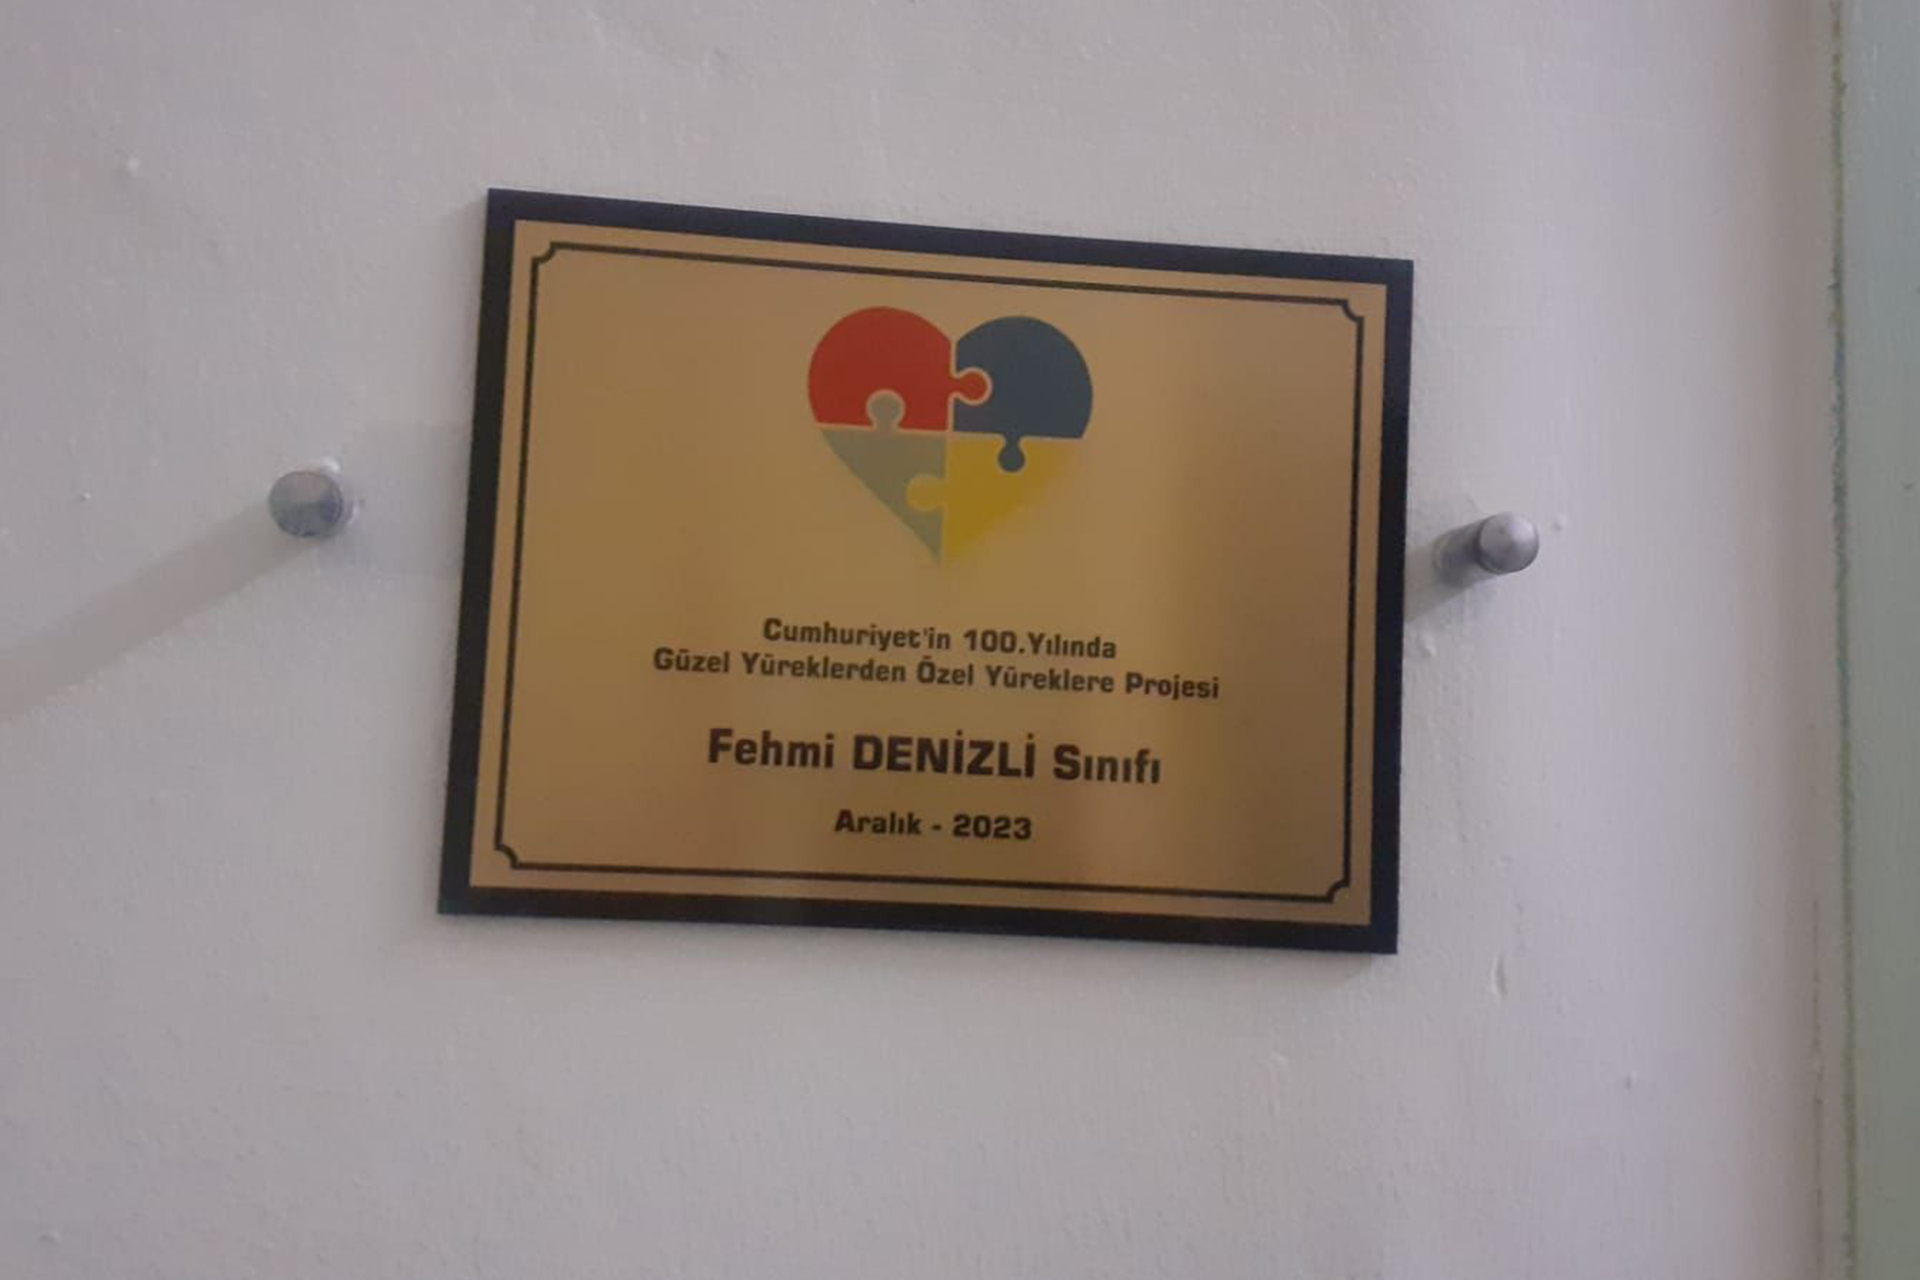 Cumhuriyet'in 100.Yılında
Güzel Yüreklerden Özel Yüreklere Projesi
Fehmi DENİZLİ Sınıfı
Aralık - 2023